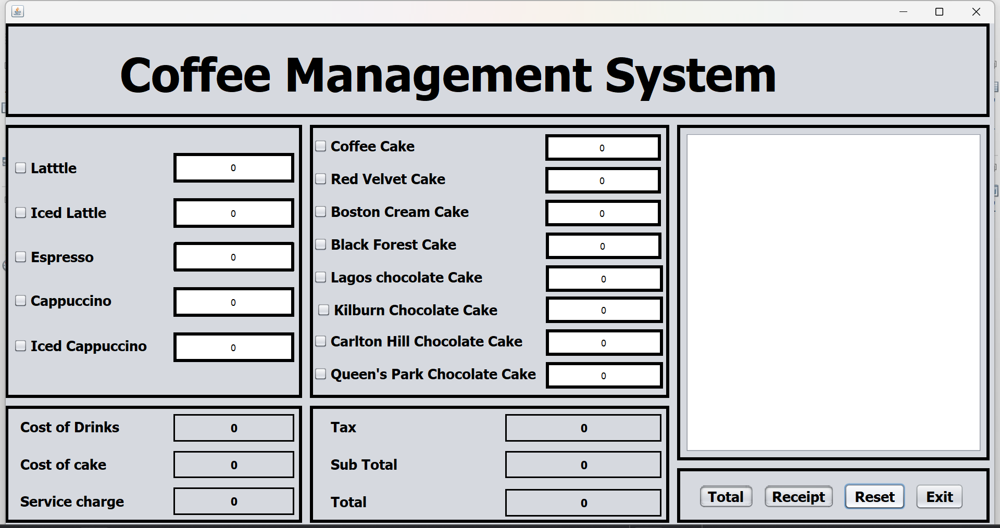 Coffee Management System
Latttle 0
Iced Lattle 0
Espresso 0
Cappuccino 0
Iced Cappuccino 0
Coffee Cake 0
Red Velvet Cake 0
Boston Cream Cake 0
Black Forest Cake 0
Lagos chocolate Cake 0
Kilburn Chocolate Cake 0
Carlton Hill Chocolate Cake 0
Queen's Park Chocolate Cake 0
Cost of Drinks 0
Cost of cake 0
Service charge 0
Tax 0
Sub Total 0
Total 0
Total Receipt Reset Exit